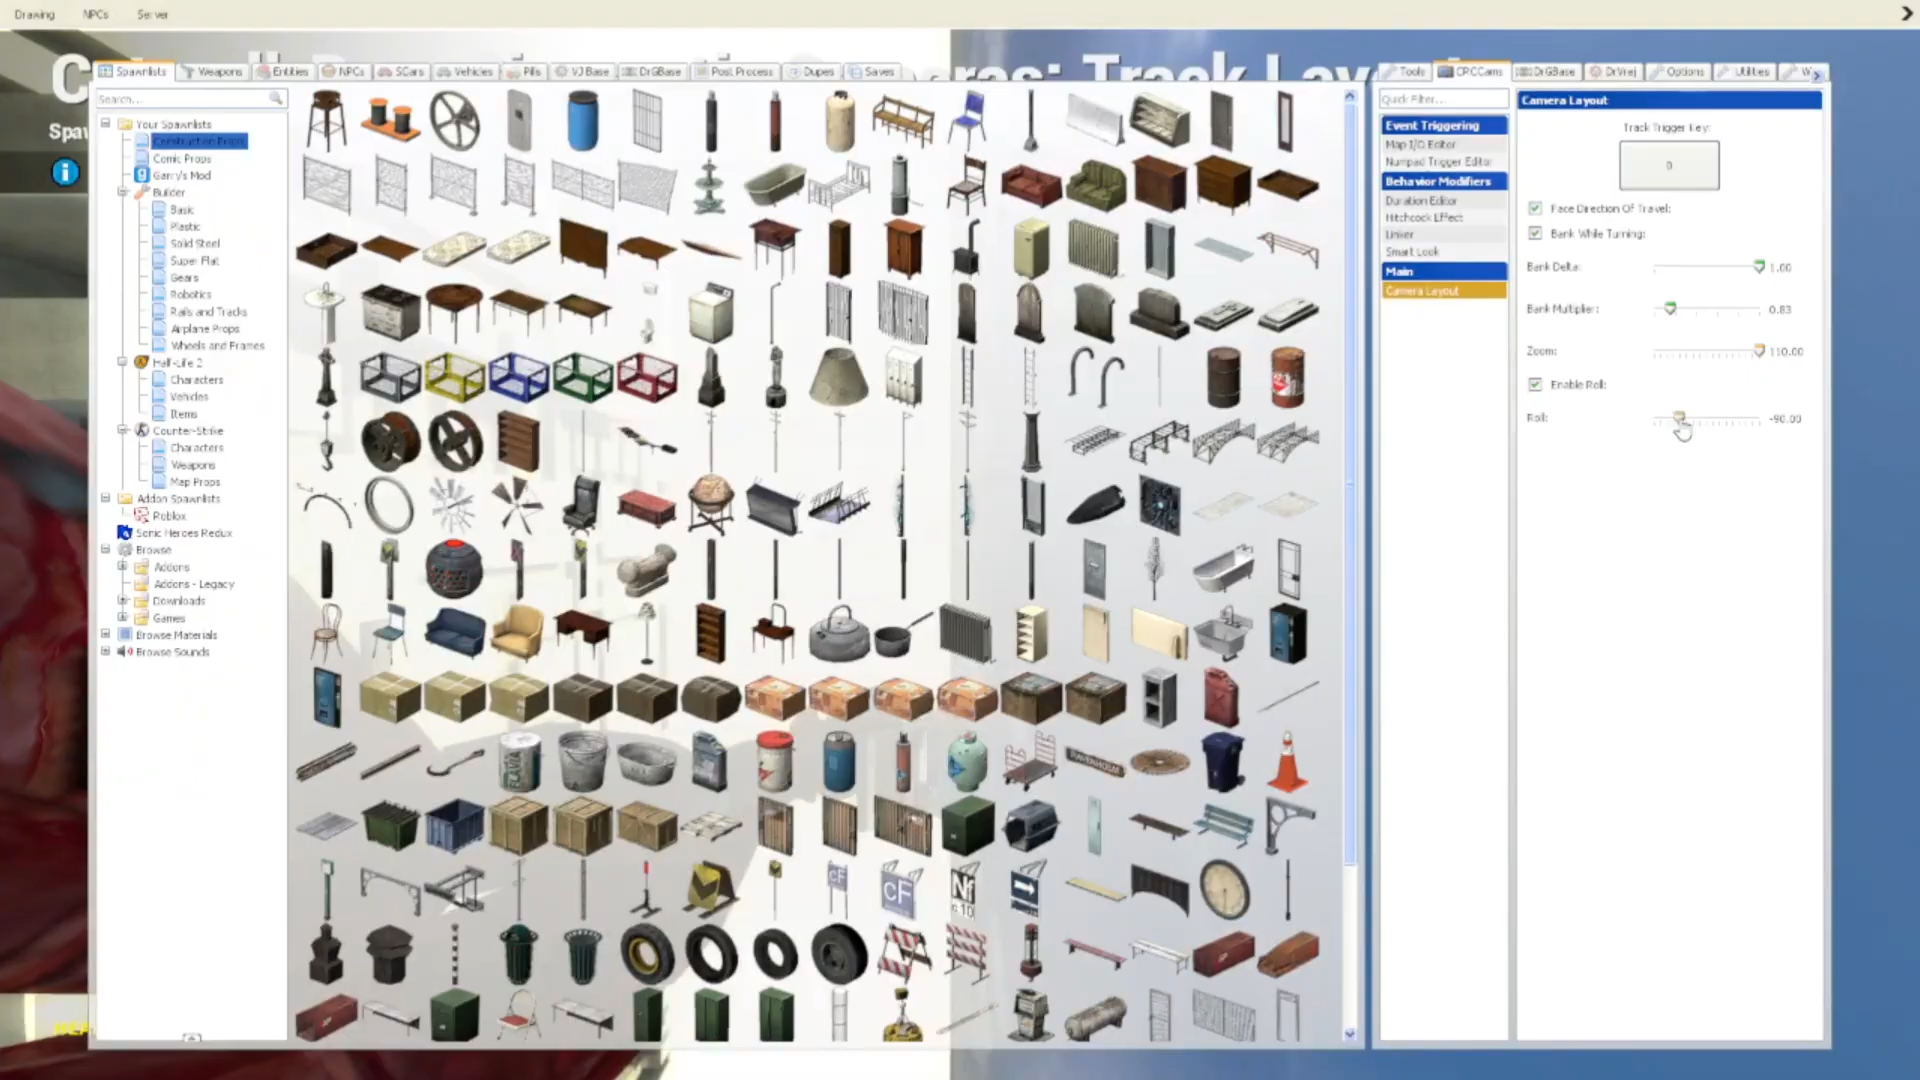 Drawing NPCs Server
Spawnlists Weapons Entities NPCs SCars Vehicles Pills VJ Base DrGBase Post Process Dupes Saves
Search...
Your Spawnlists
Construction Props
Comic Props
Garry's Mod
Builder
Basic
Plastic
Solid Steel
Super Flat
Gears
Robotics
Rails and Tracks
Airplane Props
Wheels and Frames
Half-Life 2
Characters
Vehicles
Items
Counter-Strike
Characters
Weapons
Map Props
Addon Spawnlists
Roblox
Sonic Heroes Redux
Browse
Addons
Addons - Legacy
Downloads
Games
Browse Materials
Browse Sounds
RAVENHOLM
cF
cF
Nf
Tools CRCCams DrGBase DrVrej Options Utilities W
Quick Filter...
Event Triggering
Map I/O Editor
Numpad Trigger Editor
Behavior Modifiers
Duration Editor
Hitchcock Effect
Linker
Smart Look
Main
Camera Layout
Camera Layout
Track Trigger Key:
0
Face Direction Of Travel:
Bank While Turning:
Bank Delta: 1.00
Bank Multiplier: 0.83
Zoom: 110.00
Enable Roll:
Roll: -90.00